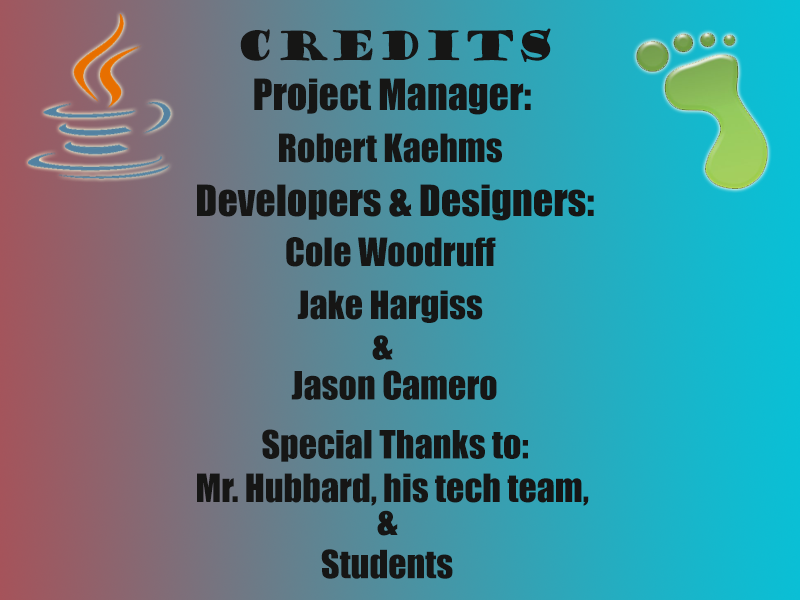 CREDITS
Project Manager:
Robert Kaehms
Developers & Designers:
Cole Woodruff
Jake Hargiss
&
Jason Camero
Special Thanks to:
Mr. Hubbard, his tech team,
&
Students